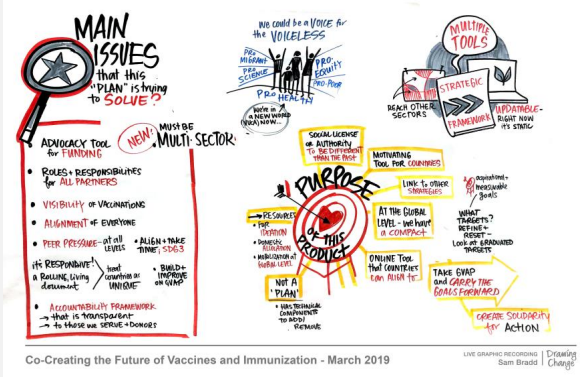 MAIN
ISSUES
that this
"PLAN" is trying
to SOLVE?
NEW:
MUST BE
MULTI-SECTOR
• ADVOCACY TOOL
for FUNDING
• ROLES + RESPONSIBILITIES
for ALL PARTNERS
• VISIBILITY of VACCINATIONS
• ALIGNMENT of EVERYONE
• PEER PRESSURE - at all
LEVELS
• ALIGN + TAKE
TIME, SDG3
it's RESPONSIVE!
a ROLLING, LIVING
document
treat
countries as
UNIQUE
• BUILD +
IMPROVE
on GVAP
• ACCOUNTABILITY FRAMEWORK
→ that is transparent
→ to those we SERVE + DONORS
we could be a VOICE for
the VOICELESS
PRO
MIGRANT
PRO
SCIENCE
PRO-
EQUITY
PRO-POOR
PRO HEALTH
We're in
a NEW WORLD
NOW...
MULTIPLE
TOOLS
REACH OTHER
SECTORS
STRATEGIC
FRAMEWORK
UPDATABLE-
RIGHT NOW
it's STATIC
PURPOSE
OF THIS
PRODUCT
SOCIAL LICENSE
or AUTHORITY
TO BE DIFFERENT
THAN THE PAST
MOTIVATING
TOOL for COUNTRIES
LINK to OTHER
STRATEGIES
AT THE GLOBAL
LEVEL - we have
a COMPACT
ONLINE TOOL
that COUNTRIES
can ALIGN to...
→ RESOURCES
• FOR
IDEATION
• DOMESTIC
ALLOCATION
• MOBILIZATION at
GLOBAL LEVEL
NOT A
"PLAN"
• HAS TECHNICAL
COMPONENTS
TO ADD/
REMOVE
aspirational +
measurable
goals
WHAT
TARGETS?
REFINE +
RESET -
Look at GRADUATED
TARGETS
TAKE GVAP
and CARRY THE
GOALS FORWARD
CREATE SOLIDARITY
for ACTION
Co-Creating the Future of Vaccines and Immunization - March 2019
LIVE GRAPHIC RECORDING
Sam Bradd
Drawing
Change